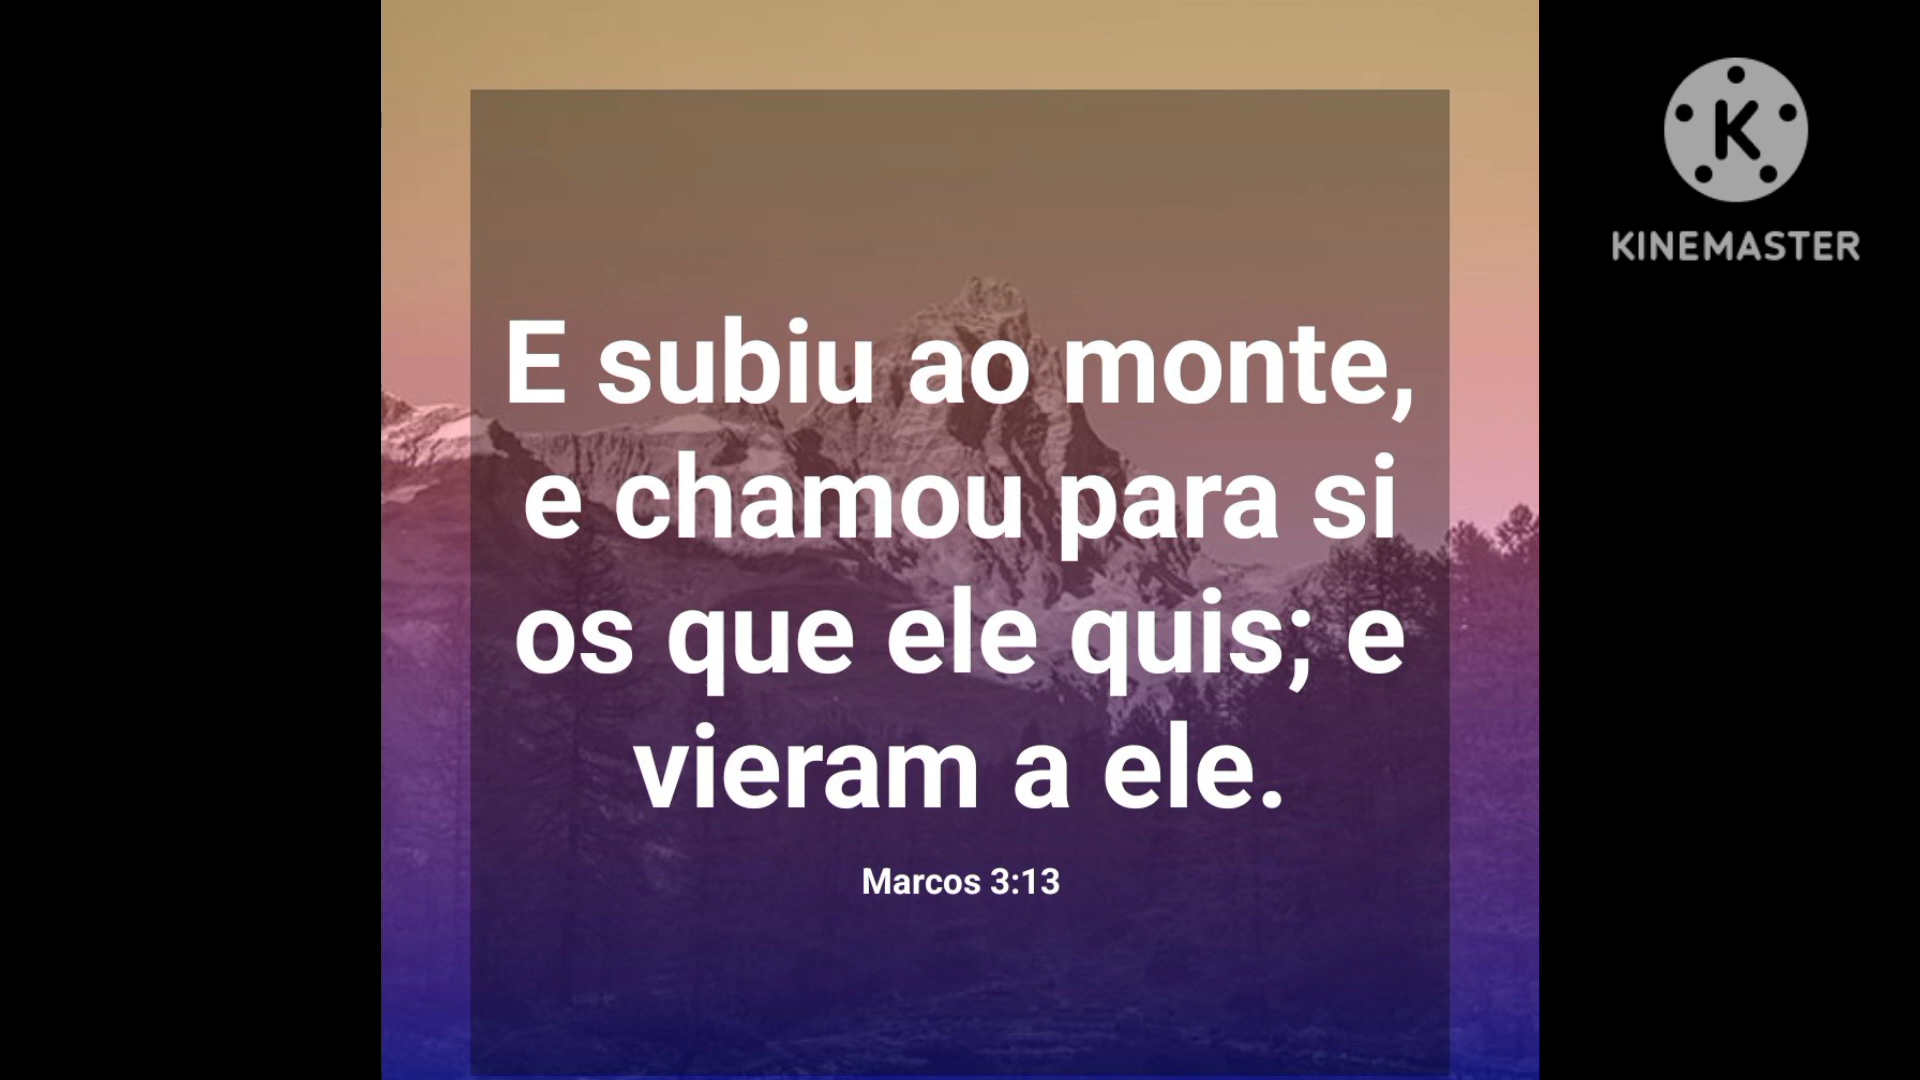 E subiu ao monte,
e chamou para si
os que ele quis; e
vieram a ele.
Marcos 3:13
K
KINEMASTER